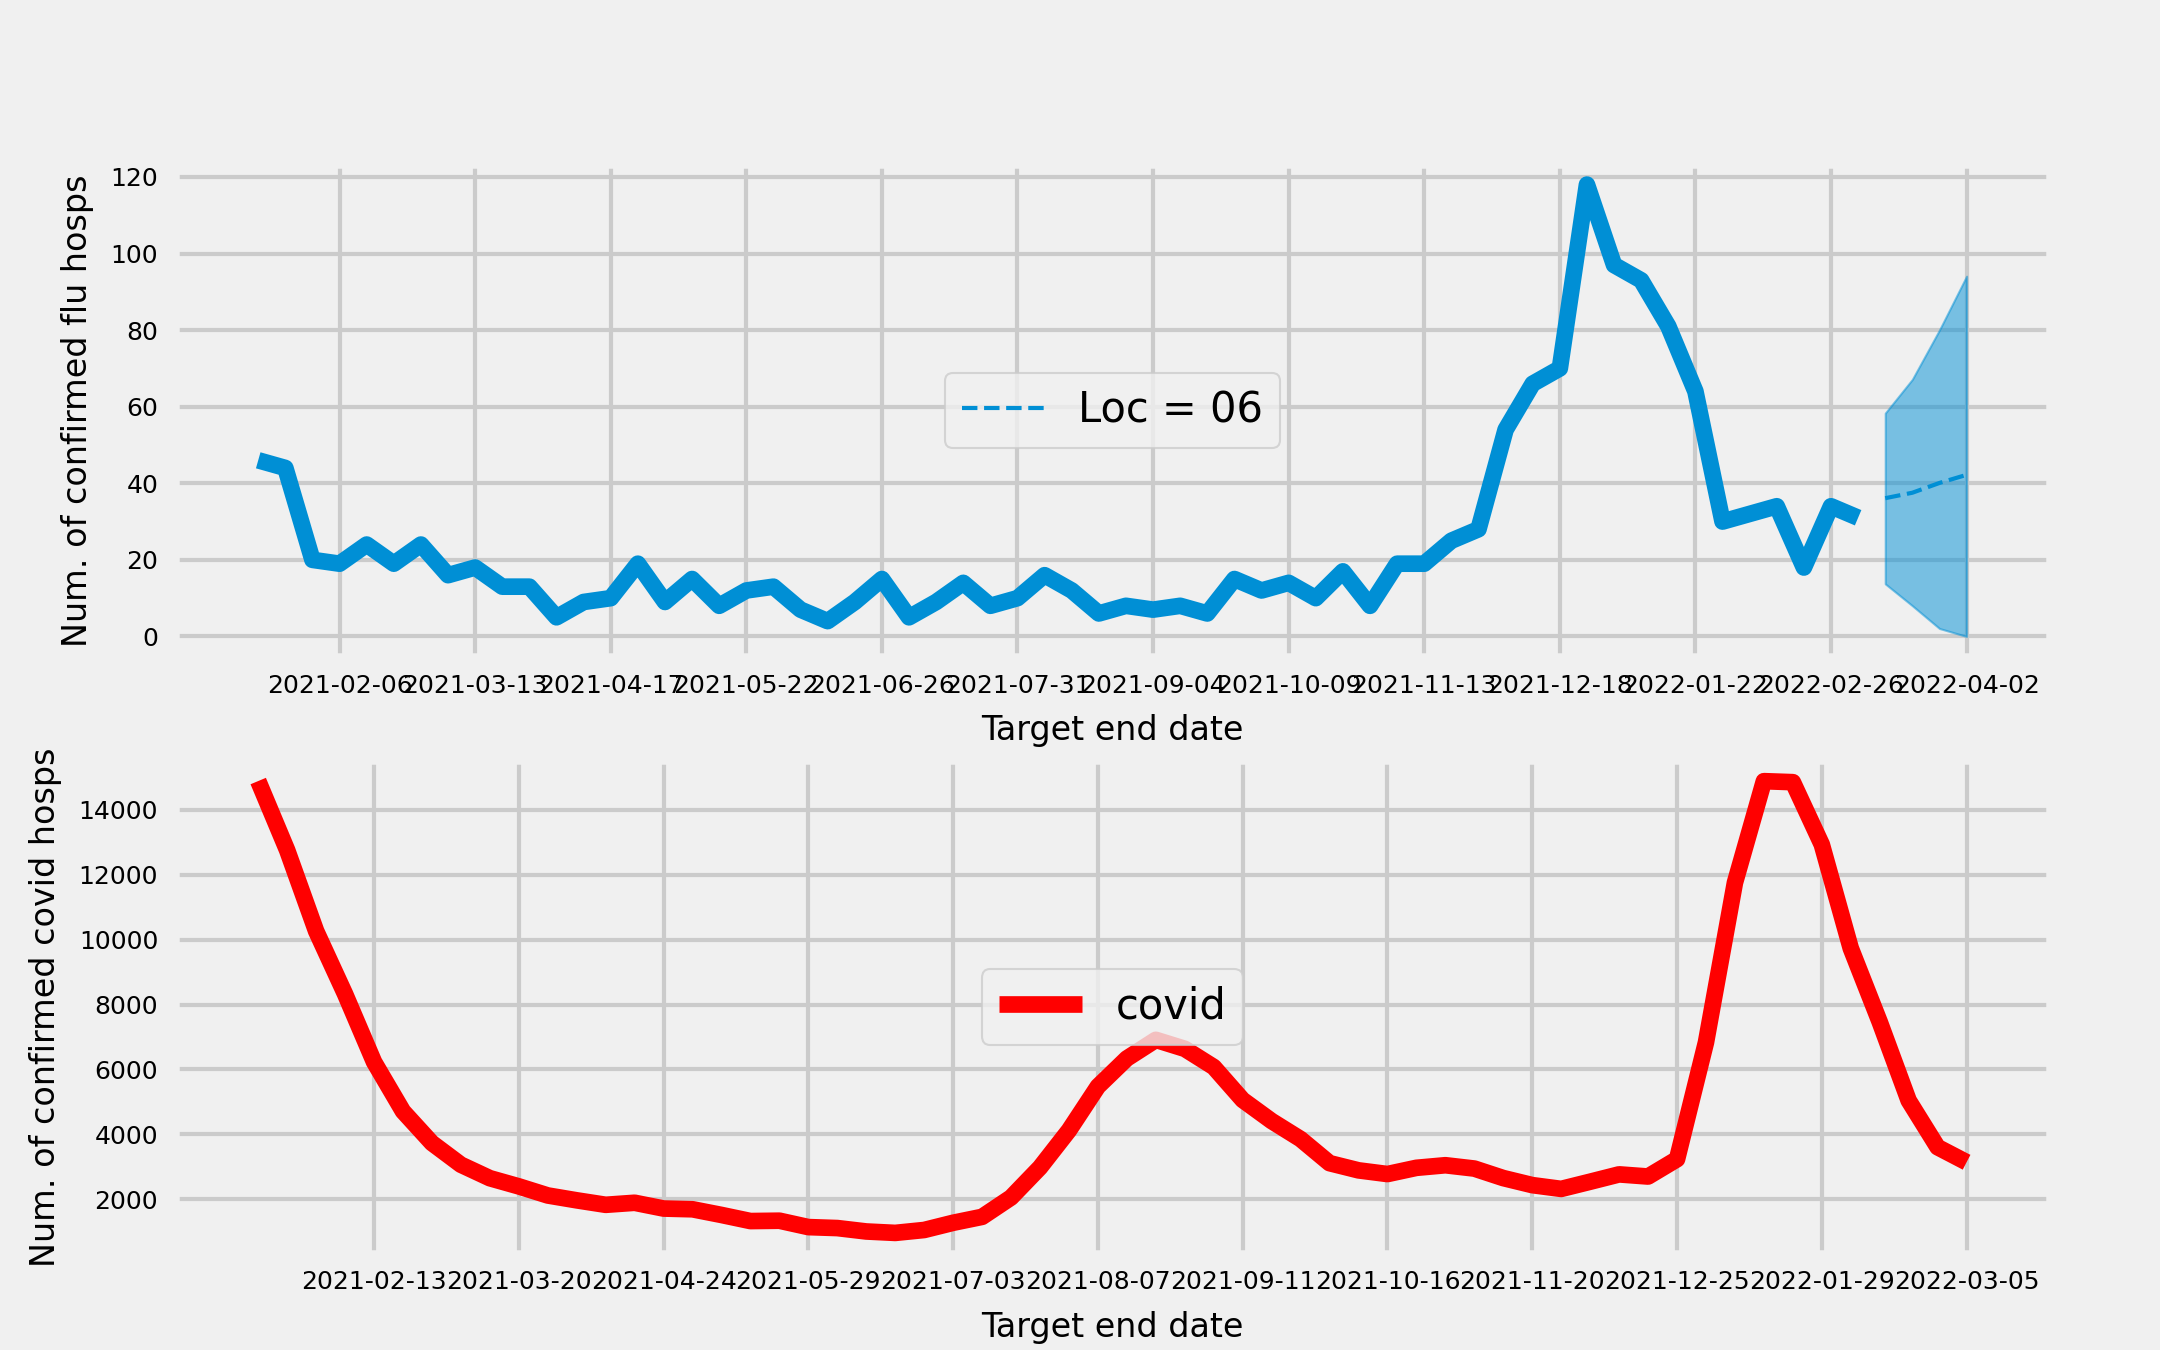 Num. of confirmed flu hosps
120
100
80
60
40
20
0
Loc = 06
2021-02-06 2021-03-13 2021-04-17 2021-05-22 2021-06-26 2021-07-31 2021-09-04 2021-10-09 2021-11-13 2021-12-18 2022-01-22 2022-02-26 2022-04-02
Target end date
Num. of confirmed covid hosps
14000
12000
10000
8000
6000
4000
2000
covid
2021-02-13 2021-03-20 2021-04-24 2021-05-29 2021-07-03 2021-08-07 2021-09-11 2021-10-16 2021-11-20 2021-12-25 2022-01-29 2022-03-05
Target end date